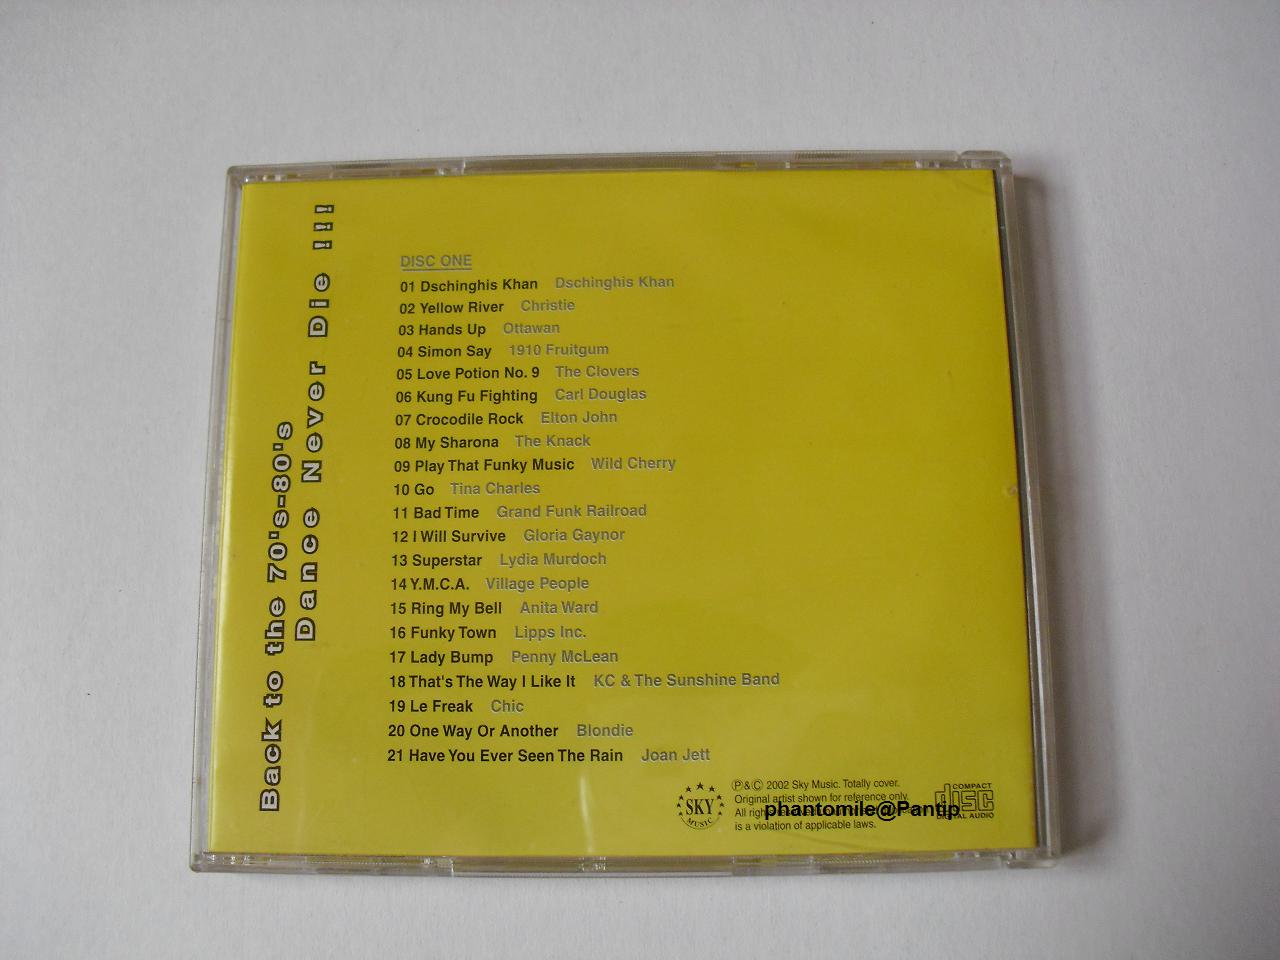 Back to the 70's-80's
Dance Never Die !!!
DISC ONE
01 Dschinghis Khan Dschinghis Khan
02 Yellow River Christie
03 Hands Up Ottawan
04 Simon Say 1910 Fruitgum
05 Love Potion No. 9 The Clovers
06 Kung Fu Fighting Carl Douglas
07 Crocodile Rock Elton John
08 My Sharona The Knack
09 Play That Funky Music Wild Cherry
10 Go Tina Charles
11 Bad Time Grand Funk Railroad
12 I Will Survive Gloria Gaynor
13 Superstar Lydia Murdoch
14 Y.M.C.A. Village People
15 Ring My Bell Anita Ward
16 Funky Town Lipps Inc.
17 Lady Bump Penny McLean
18 That's The Way I Like It KC & The Sunshine Band
19 Le Freak Chic
20 One Way Or Another Blondie
21 Have You Ever Seen The Rain Joan Jett
SKY
MUSIC
℗ & © 2002 Sky Music. Totally cover.
Original artist shown for reference only.
All rights
is a violation of applicable laws.
phantomile@Pantip
COMPACT
disc
DIGITAL AUDIO